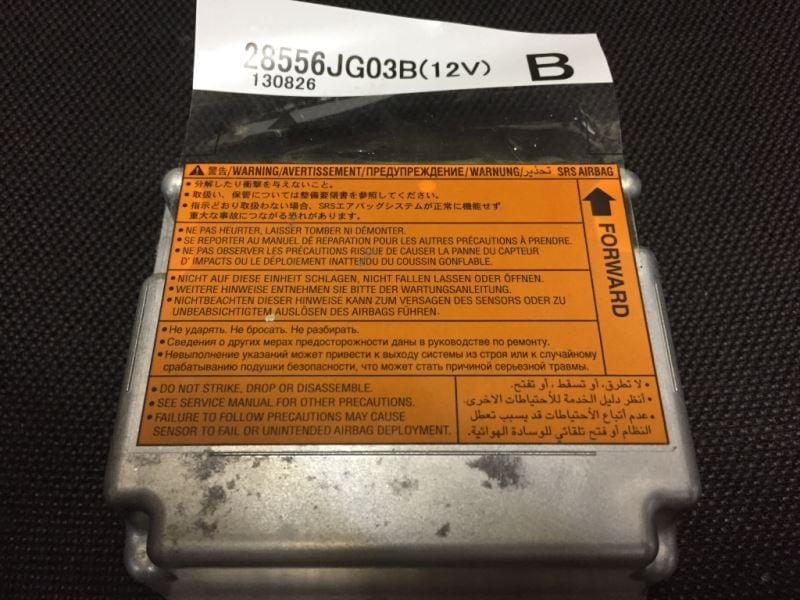 28556JG03B(12V) B
130826
警告/WARNING/AVERTISSEMENT/ПРЕДУПРЕЖДЕНИЕ/WARNUNG/تحذير SRS AIRBAG
• 分解したり衝撃を与えないこと。
• 取扱い、保管については整備要領書を参照してください。
• 指示どおり取扱わない場合、SRSエアバッグシステムが正常に機能せず
重大な事故につながる恐れがあります。
FORWARD
• NE PAS HEURTER, LAISSER TOMBER NI DÉMONTER.
• SE REPORTER AU MANUEL DE RÉPARATION POUR LES AUTRES PRÉCAUTIONS À PRENDRE.
• NE PAS OBSERVER LES PRÉCAUTIONS RISQUE DE CAUSER LA PANNE DU CAPTEUR
D' IMPACTS OU LE DÉPLOIEMENT INATTENDU DU COUSSIN GONFLABLE.
• NICHT AUF DIESE EINHEIT SCHLAGEN, NICHT FALLEN LASSEN ODER ÖFFNEN.
• WEITERE HINWEISE ENTNEHMEN SIE BITTE DER WARTUNGSANLEITUNG.
• NICHTBEACHTEN DIESER HINWEISE KANN ZUM VERSAGEN DES SENSORS ODER ZU
UNBEABSICHTIGTEM AUSLÖSEN DES AIRBAGS FÜHREN.
• Не ударять. Не бросать. Не разбирать.
• Сведения о других мерах предосторожности даны в руководстве по ремонту.
• Невыполнение указаний может привести к выходу системы из строя или к случайному
срабатыванию подушки безопасности, что может стать причиной серьезной травмы.
• DO NOT STRIKE, DROP OR DISASSEMBLE.
• SEE SERVICE MANUAL FOR OTHER PRECAUTIONS.
• FAILURE TO FOLLOW PRECAUTIONS MAY CAUSE
SENSOR TO FAIL OR UNINTENDED AIRBAG DEPLOYMENT.
• لا تطرق، أو تسقط، أو تفتح.
• أنظر دليل الخدمة للأحتياطات الاخرى.
• عدم أتباع الأحتياطات قد يسبب تعطل
النظام أو فتح تلقائي للوسادة الهوائية.